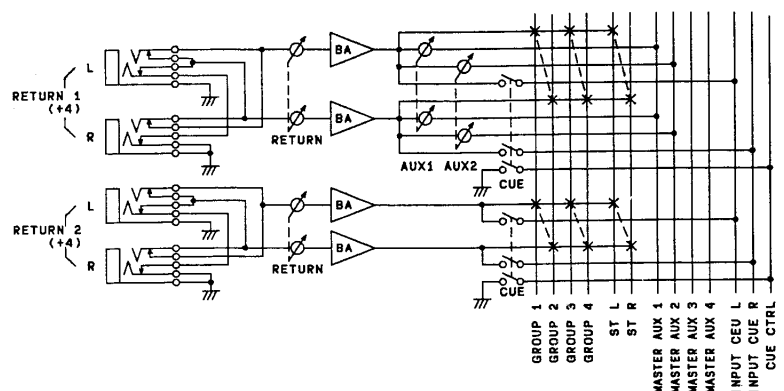 L
RETURN 1
(+4)
R
RETURN
BA
BA
AUX1 AUX2
CUE
L
RETURN 2
(+4)
R
RETURN
BA
BA
CUE
GROUP 1
GROUP 2
GROUP 3
GROUP 4
ST L
ST R
MASTER AUX 1
MASTER AUX 2
MASTER AUX 3
MASTER AUX 4
INPUT CEU L
INPUT CUE R
CUE CTRL